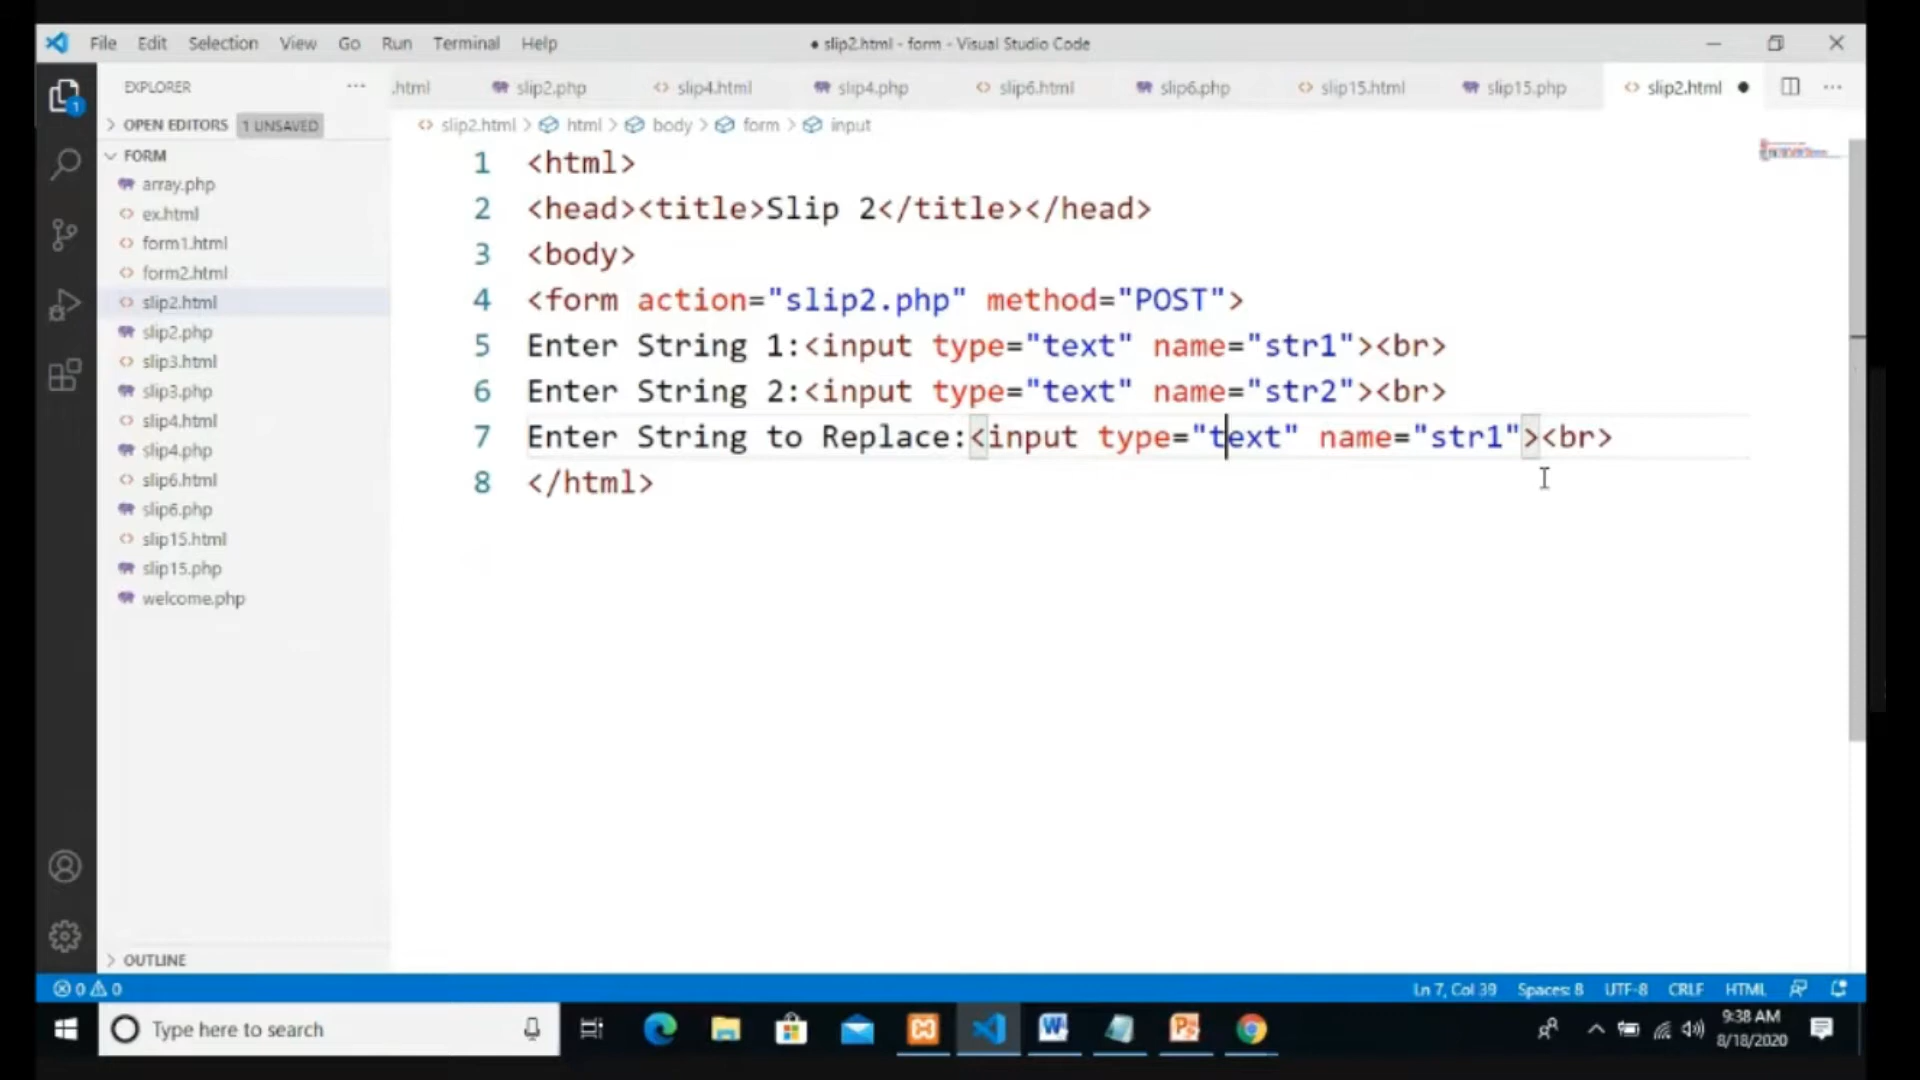 File Edit Selection View Go Run Terminal Help
● slip2.html - form - Visual Studio Code
EXPLORER ···
.html slip2.php slip4.html slip4.php slip6.html slip6.php slip15.html slip15.php slip2.html ● ···
OPEN EDITORS 1 UNSAVED
slip2.html > html > body > form > input
FORM
array.php
ex.html
form1.html
form2.html
slip2.html
slip2.php
slip3.html
slip3.php
slip4.html
slip4.php
slip6.html
slip6.php
slip15.html
slip15.php
welcome.php
OUTLINE
1
1 <html>
2 <head><title>Slip 2</title></head>
3 <body>
4 <form action="slip2.php" method="POST">
5 Enter String 1:<input type="text" name="str1"><br>
6 Enter String 2:<input type="text" name="str2"><br>
7 Enter String to Replace:<input type="text" name="str1"><br>
8 </html>
0 0 Ln 7, Col 39 Spaces: 8 UTF-8 CRLF HTML
Type here to search
9:38 AM
8/18/2020